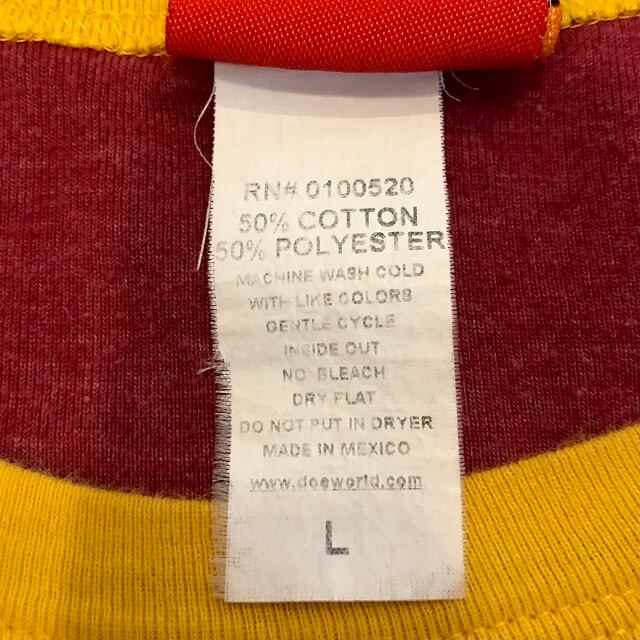 RN# 0100520
50% COTTON
50% POLYESTER
MACHINE WASH COLD
WITH LIKE COLORS
GENTLE CYCLE
INSIDE OUT
NO BLEACH
DRY FLAT
DO NOT PUT IN DRYER
MADE IN MEXICO
www.doeworld.com
L